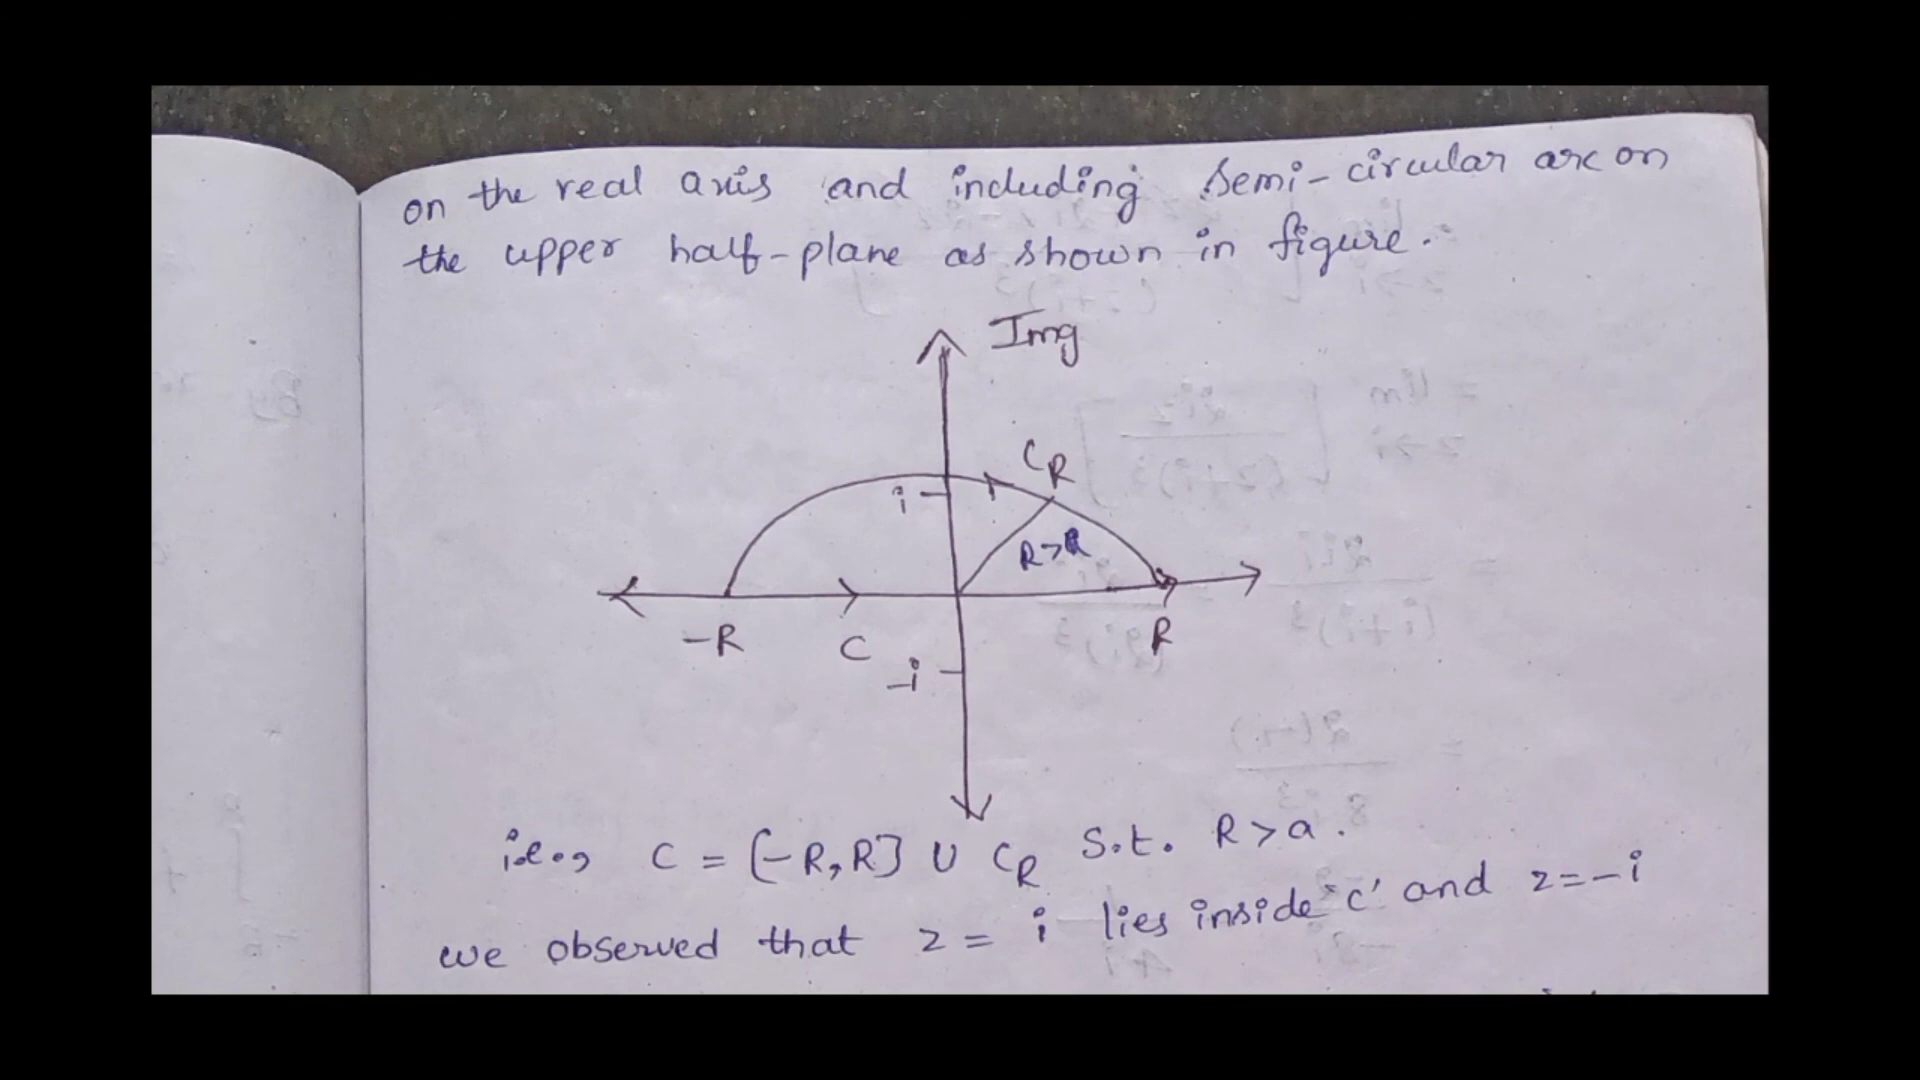 on the real axis and including semi-circular arc on
the upper half-plane as shown in figure.
Img
C_R
i
R>
-R
C
R
-i
i.e., C = [-R,R] ∪ C_R s.t. R>a.
we observed that z = i lies inside 'c' and z=-i